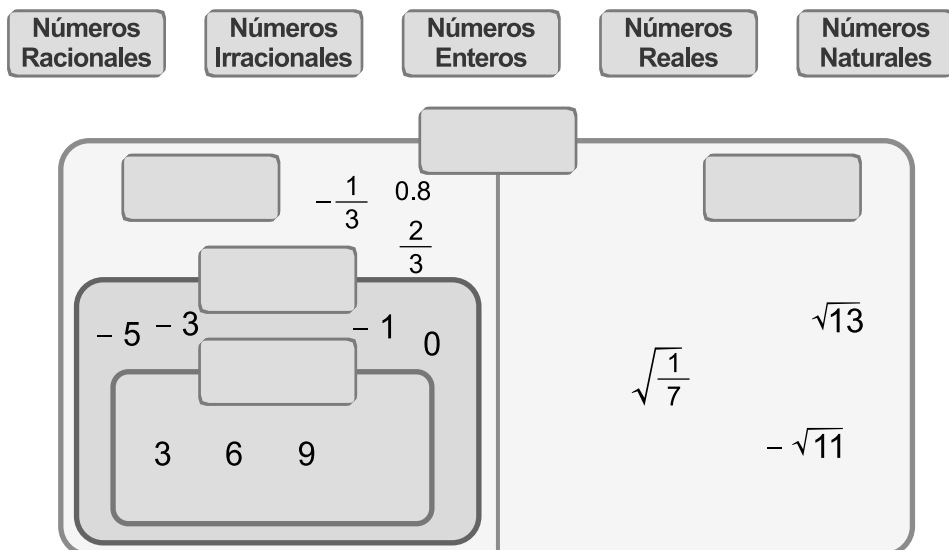 Números Racionales
Números Irracionales
Números Enteros
Números Reales
Números Naturales
−1/3 0.8
2/3
− 5 − 3 − 1 0
3 6 9
√13
√(1/7)
− √11